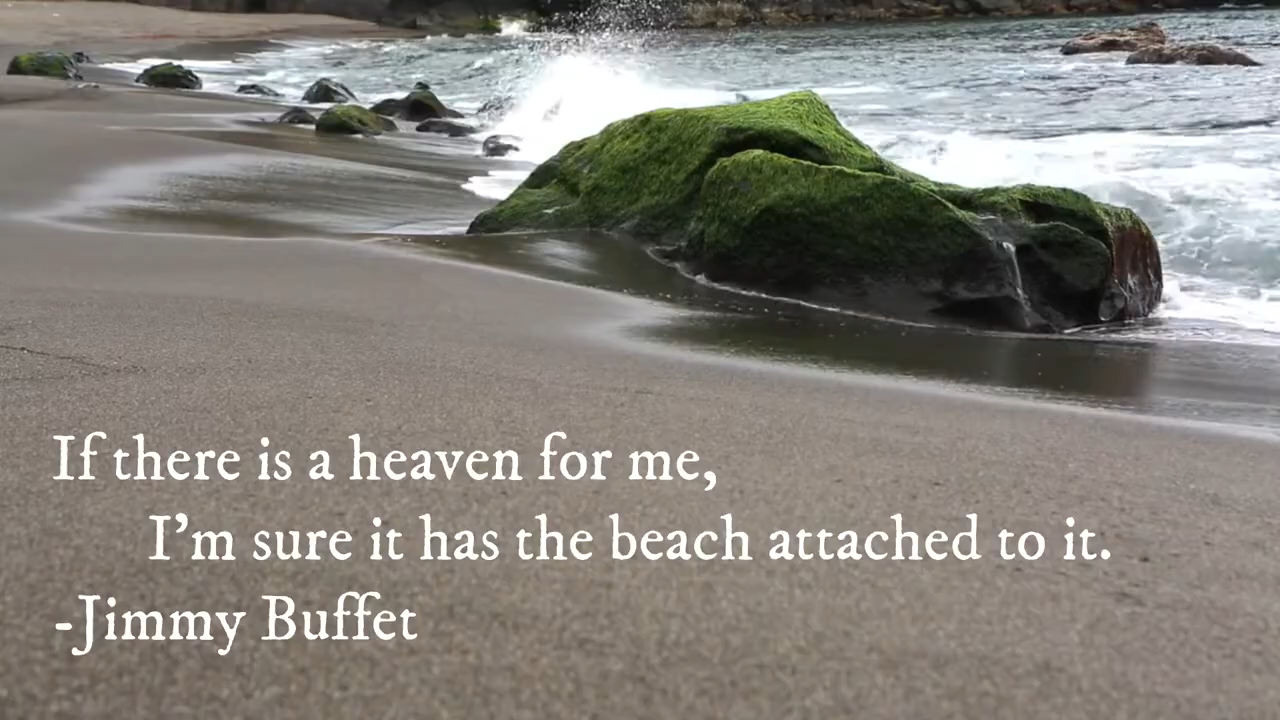 If there is a heaven for me,
I'm sure it has the beach attached to it.
-Jimmy Buffet